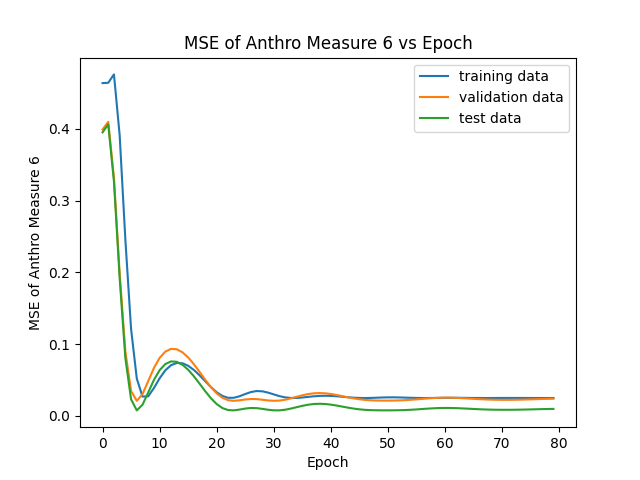 MSE of Anthro Measure 6 vs Epoch
training data
validation data
test data
MSE of Anthro Measure 6
0.4
0.3
0.2
0.1
0.0
0 10 20 30 40 50 60 70 80
Epoch